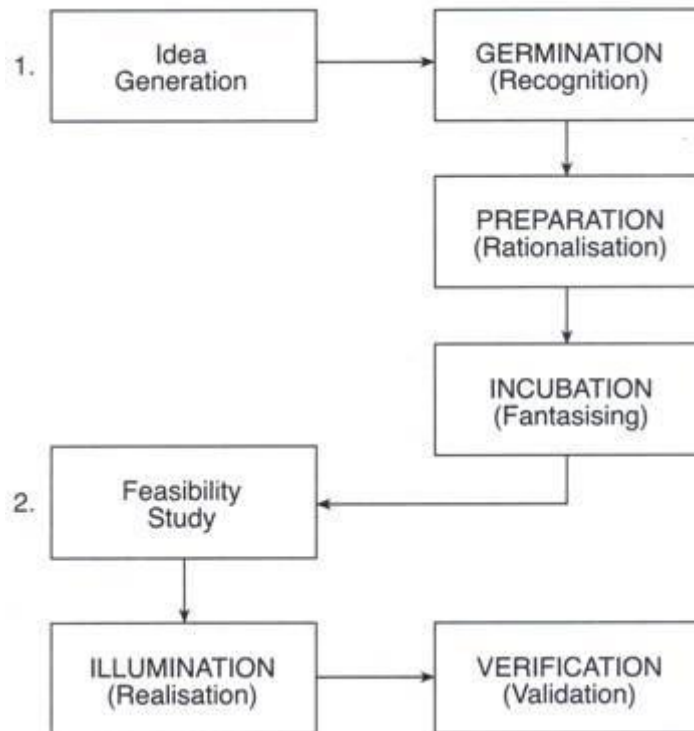 1.
Idea
Generation
GERMINATION
(Recognition)
PREPARATION
(Rationalisation)
INCUBATION
(Fantasising)
2.
Feasibility
Study
ILLUMINATION
(Realisation)
VERIFICATION
(Validation)